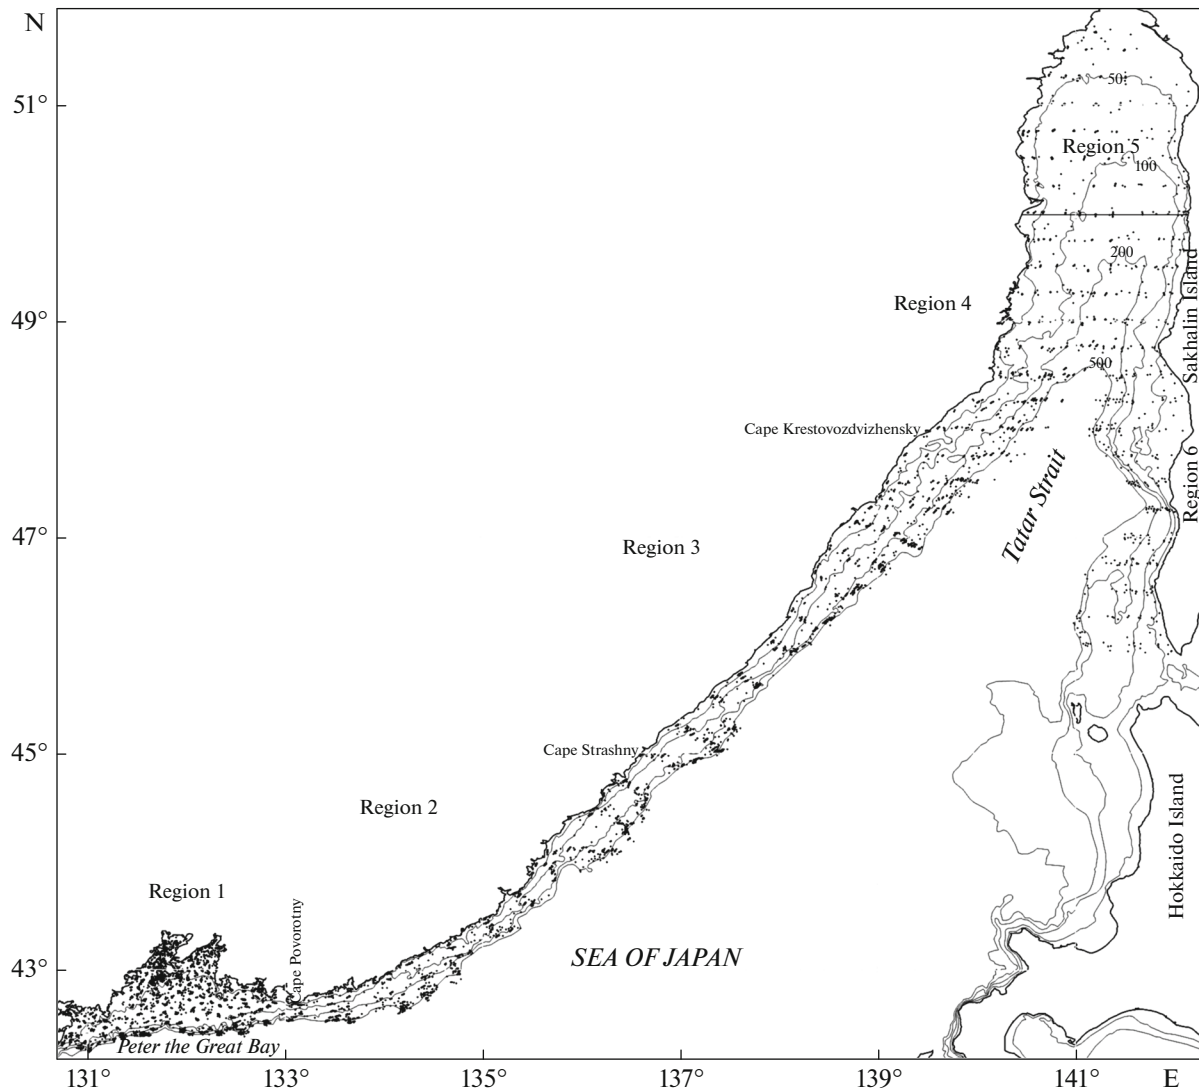 N
51°
50
Region 5
100
200
Sakhalin Island
Region 4
49°
500
Cape Krestovozdvizhensky
Region 6
Tatar Strait
47°
Region 3
45°
Cape Strashny
Region 2
Hokkaido Island
Region 1
Cape Povorotny
43°
SEA OF JAPAN
Peter the Great Bay
131°
133°
135°
137°
139°
141°
E